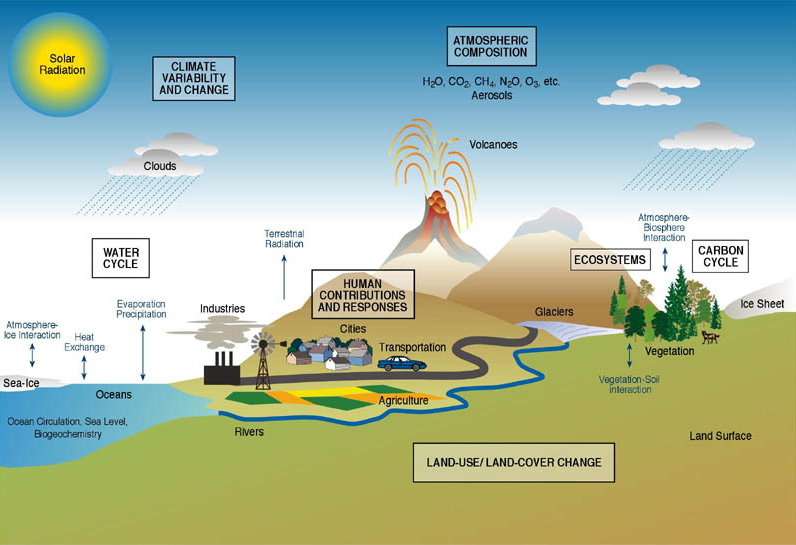 Solar
Radiation
CLIMATE
VARIABILITY
AND CHANGE
ATMOSPHERIC
COMPOSITION
H₂O, CO₂, CH₄, N₂O, O₃, etc.
Aerosols
Volcanoes
Clouds
Atmosphere-
Biosphere
Interaction
Terrestrial
Radiation
WATER
CYCLE
ECOSYSTEMS
CARBON
CYCLE
HUMAN
CONTRIBUTIONS
AND RESPONSES
Evaporation
Precipitation
Industries
Glaciers
Ice Sheet
Atmosphere-
Ice Interaction
Heat
Exchange
Cities
Transportation
Vegetation
Sea-Ice
Oceans
Vegetation-Soil
interaction
Agriculture
Ocean Circulation, Sea Level,
Biogeochemistry
Rivers
Land Surface
LAND-USE/ LAND-COVER CHANGE